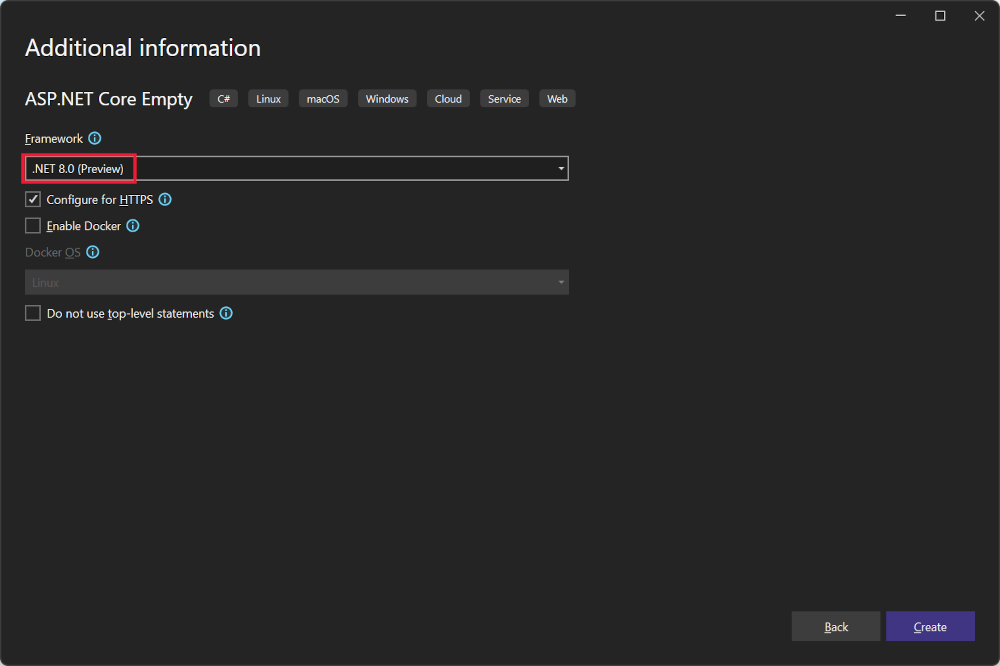 Additional information
ASP.NET Core Empty C# Linux macOS Windows Cloud Service Web
Framework
.NET 8.0 (Preview)
Configure for HTTPS
Enable Docker
Docker OS
Linux
Do not use top-level statements
Back Create